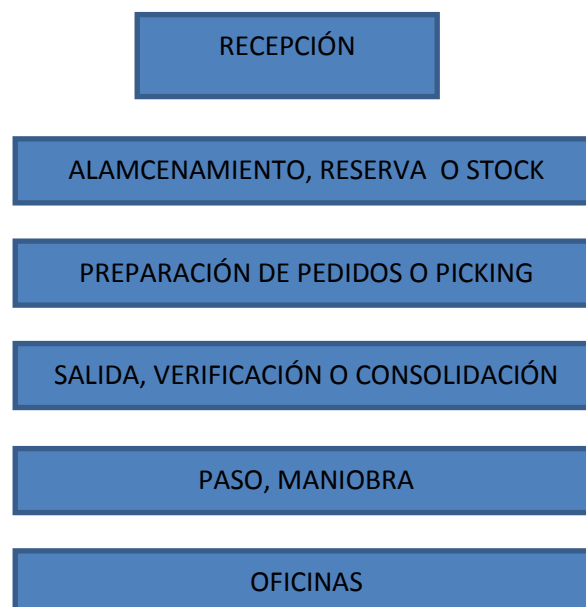 RECEPCIÓN
ALAMCENAMIENTO, RESERVA O STOCK
PREPARACIÓN DE PEDIDOS O PICKING
SALIDA, VERIFICACIÓN O CONSOLIDACIÓN
PASO, MANIOBRA
OFICINAS